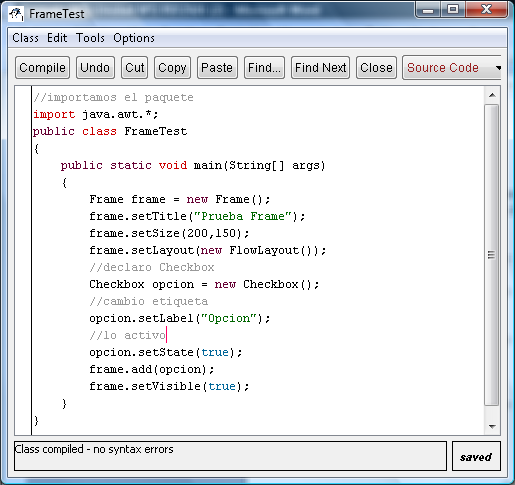 FrameTest
Class Edit Tools Options
Compile Undo Cut Copy Paste Find... Find Next Close Source Code
//importamos el paquete
import java.awt.*;
public class FrameTest
{
    public static void main(String[] args)
    {
        Frame frame = new Frame();
        frame.setTitle("Prueba Frame");
        frame.setSize(200,150);
        frame.setLayout(new FlowLayout());
        //declaro Checkbox
        Checkbox opcion = new Checkbox();
        //cambio etiqueta
        opcion.setLabel("Opcion");
        //lo activo
        opcion.setState(true);
        frame.add(opcion);
        frame.setVisible(true);
    }
}
Class compiled - no syntax errors
saved